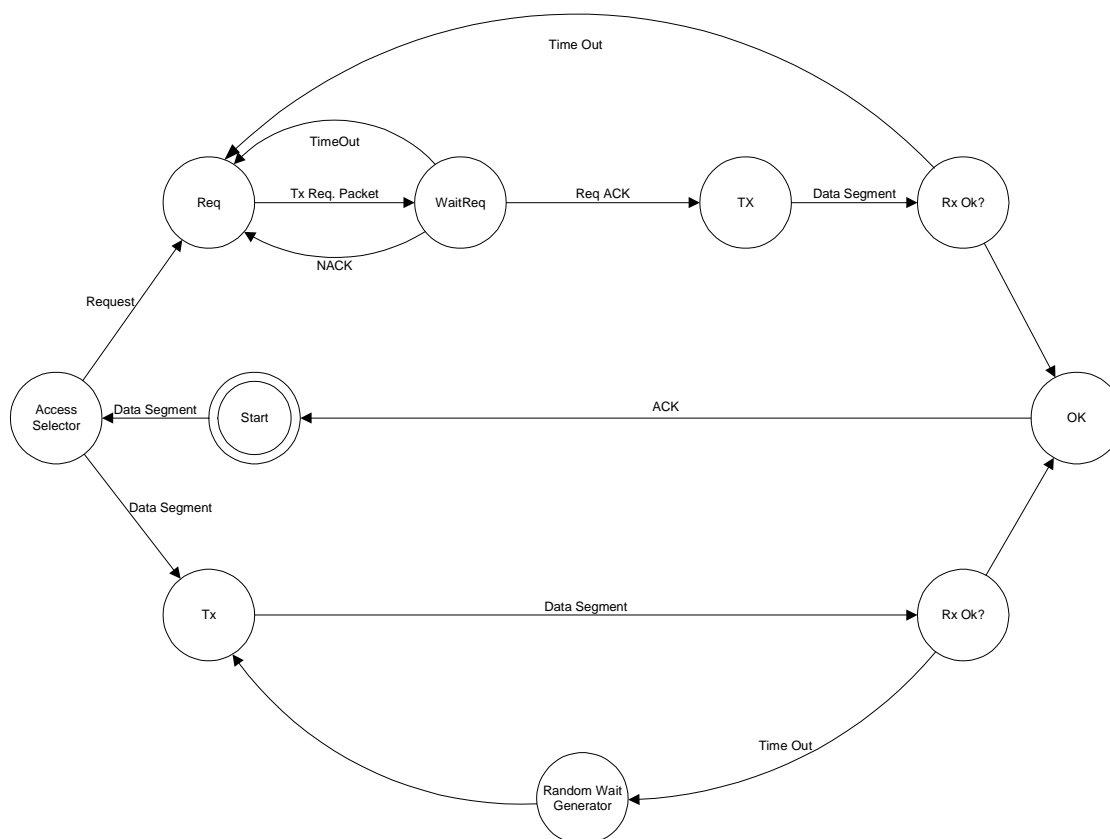 Time Out
TimeOut
Req
Tx Req. Packet
WaitReq
Req ACK
TX
Data Segment
Rx Ok?
NACK
Request
Access
Selector
Data Segment
Start
ACK
OK
Data Segment
Tx
Data Segment
Rx Ok?
Time Out
Random Wait
Generator